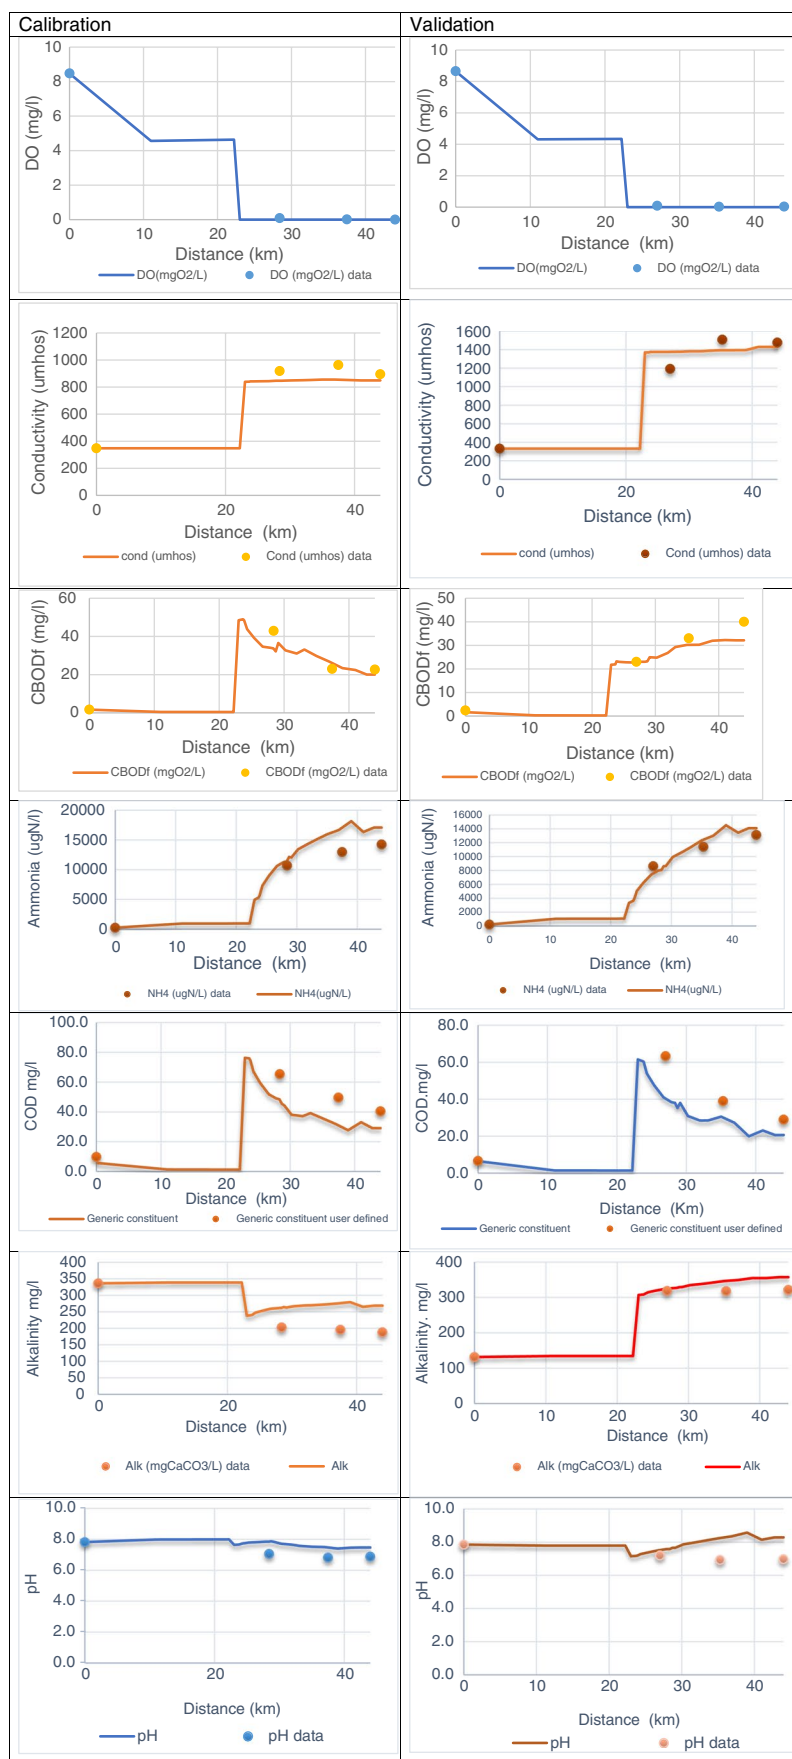 Calibration
Validation
10
8
6
4
2
0
DO (mg/l)
0 10 20 30 40
Distance (km)
DO(mgO2/L) DO (mgO2/L) data
10
8
6
4
2
0
DO (mg/l)
0 10 20 30 40
Distance (km)
DO(mgO2/L) DO (mgO2/L) data
1200
1000
800
600
400
200
0
Conductivity (umhos)
0 20 40
Distance (km)
cond (umhos) Cond (umhos) data
1600
1400
1200
1000
800
600
400
200
0
Conductivity (umhos)
0 20 40
Distance (km)
cond (umhos) Cond (umhos) data
60
40
20
0
CBODf (mg/l)
0 10 20 30 40
Distance (km)
CBODf (mgO2/L) CBODf (mgO2/L) data
50
40
30
20
10
0
CBODf (mg/l)
0 10 20 30 40
Distance (km)
CBODf (mgO2/L) CBODf (mgO2/L) data
20000
15000
10000
5000
0
Ammonia (ugN/l)
0 10 20 30 40
Distance (km)
NH4 (ugN/L) data NH4(ugN/L)
16000
14000
12000
10000
8000
6000
4000
2000
0
Ammonia (ugN/l)
0 10 20 30 40
Distance (km)
NH4 (ugN/L) data NH4(ugN/L)
100.0
80.0
60.0
40.0
20.0
0.0
COD mg/l
0 10 20 30 40
Distance (km)
Generic constituent Generic constituent user defined
80.0
60.0
40.0
20.0
0.0
COD.mg/l
0 10 20 30 40
Distance (Km)
Generic constituent Generic constituent user defined
400
350
300
250
200
150
100
50
0
Alkalinity mg/l
0 20 40
Distance (km)
Alk (mgCaCO3/L) data Alk
400
300
200
100
0
Alkalinity. mg/l
0 10 20 30 40
Distance (km)
Alk (mgCaCO3/L) data Alk
10.0
8.0
6.0
4.0
2.0
0.0
pH
0 20 40
Distance (km)
pH pH data
10.0
8.0
6.0
4.0
2.0
0.0
pH
0 10 20 30 40
Distance (km)
pH pH data